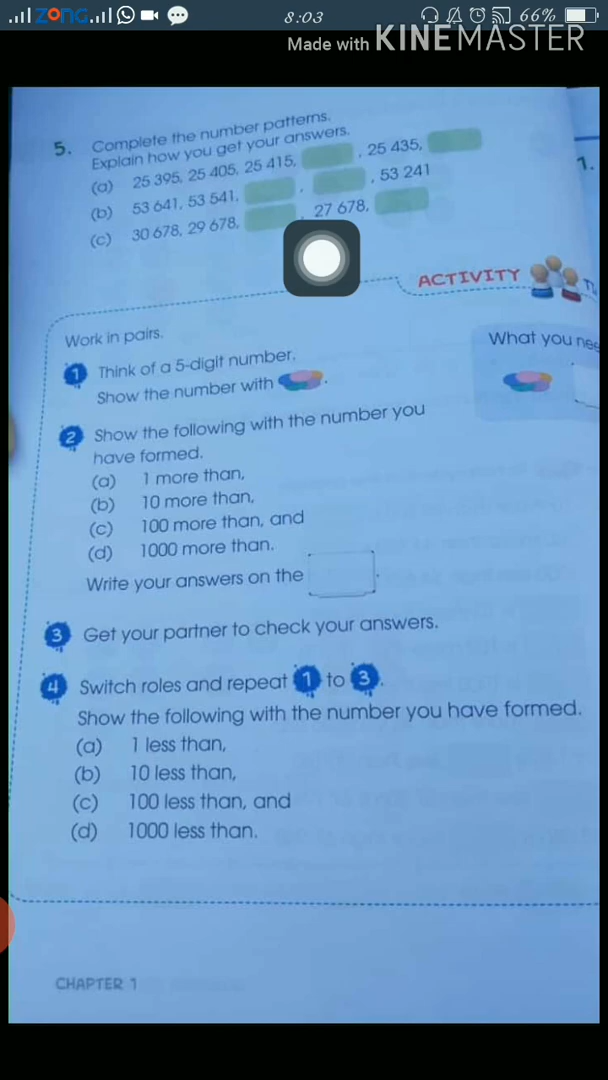 zong
8:03
66%
Made with KINEMASTER
5. Complete the number patterns.
Explain how you get your answers.
(a) 25 395, 25 405, 25 415, , 25 435,
(b) 53 641, 53 541, , , 53 241
(c) 30 678, 29 678, , 27 678,
1.
ACTIVITY
Work in pairs.
What you
1 Think of a 5-digit number.
Show the number with .
2 Show the following with the number you
have formed.
(a) 1 more than,
(b) 10 more than,
(c) 100 more than, and
(d) 1000 more than.
Write your answers on the .
3 Get your partner to check your answers.
4 Switch roles and repeat 1 to 3.
Show the following with the number you have formed.
(a) 1 less than,
(b) 10 less than,
(c) 100 less than, and
(d) 1000 less than.
CHAPTER 1